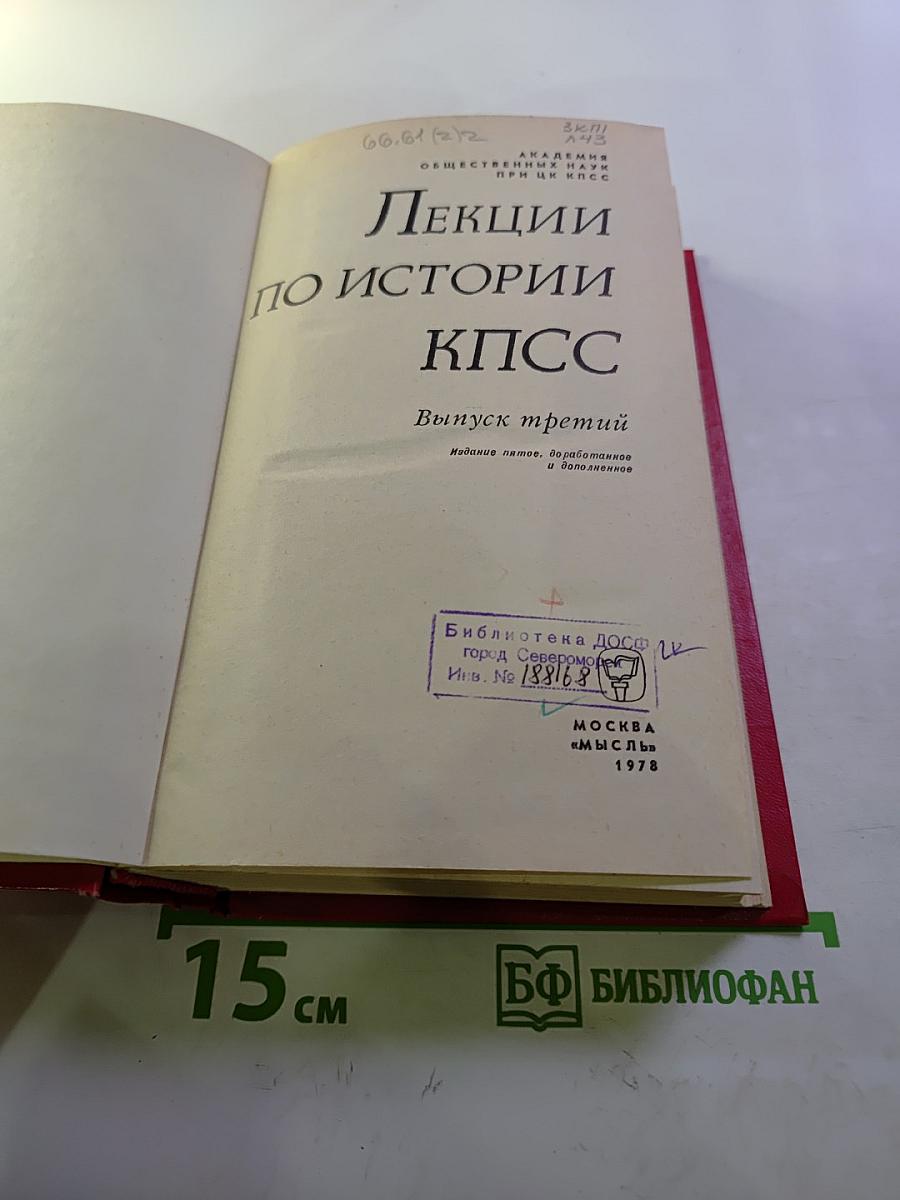 66.61(2)2
3КП1
Л43
АКАДЕМИЯ
ОБЩЕСТВЕННЫХ НАУК
ПРИ ЦК КПСС
ЛЕКЦИИ
ПО ИСТОРИИ
КПСС
Выпуск третий
Издание пятое, доработанное
и дополненное
Библиотека ДОСФ
город Североморск
Инв. № 188168
МОСКВА
«МЫСЛЬ»
1978
15 см
БФ БИБЛИОФАН